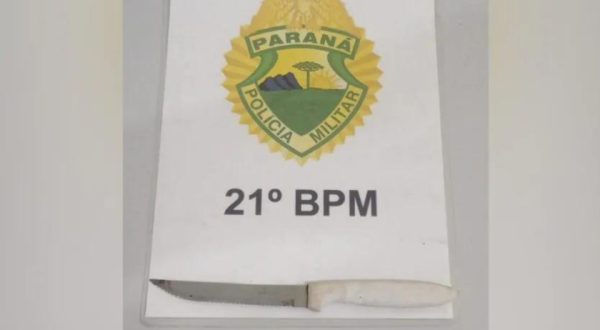 PARANÁ
POLÍCIA MILITAR
21º BPM